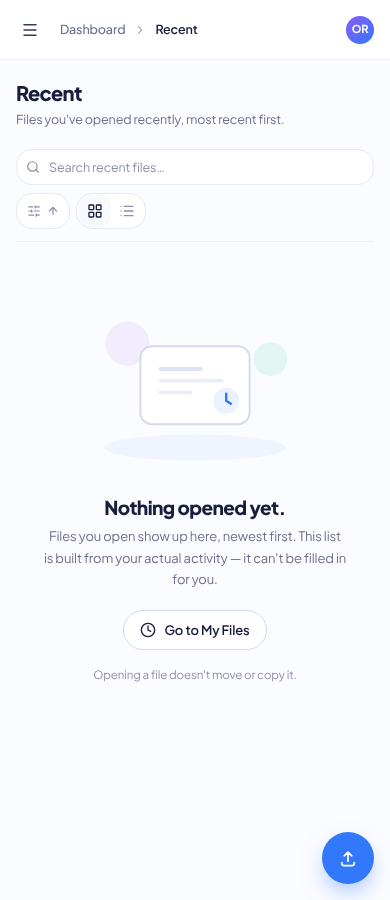 Dashboard > Recent
OR
Recent
Files you've opened recently, most recent first.
Search recent files…
Nothing opened yet.
Files you open show up here, newest first. This list
is built from your actual activity — it can't be filled in
for you.
Go to My Files
Opening a file doesn't move or copy it.